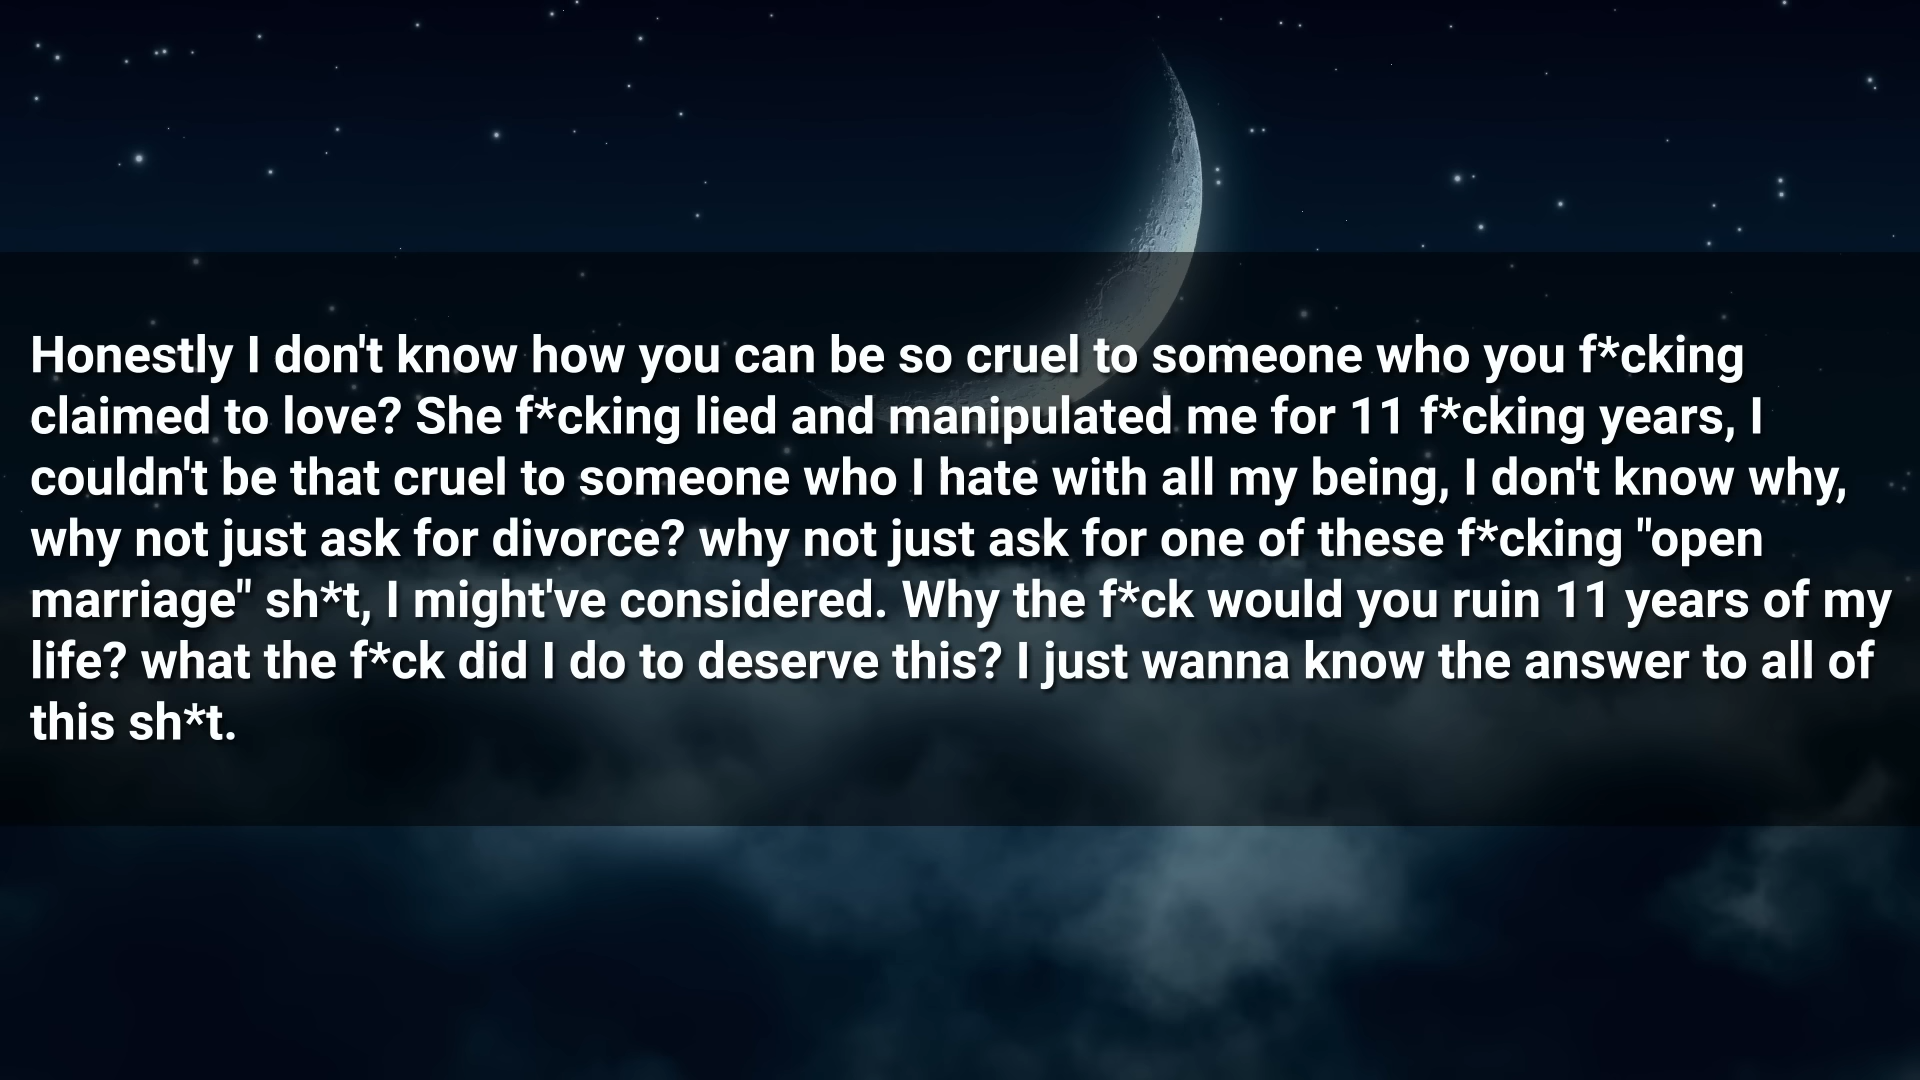 Honestly I don't know how you can be so cruel to someone who you f*cking
claimed to love? She f*cking lied and manipulated me for 11 f*cking years, I
couldn't be that cruel to someone who I hate with all my being, I don't know why,
why not just ask for divorce? why not just ask for one of these f*cking "open
marriage" sh*t, I might've considered. Why the f*ck would you ruin 11 years of my
life? what the f*ck did I do to deserve this? I just wanna know the answer to all of
this sh*t.